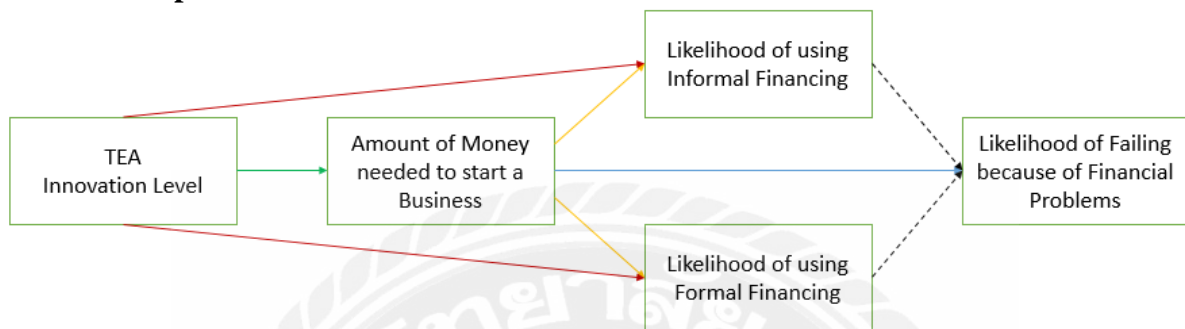 Likelihood of using
Informal Financing
TEA
Innovation Level
Amount of Money
needed to start a
Business
Likelihood of Failing
because of Financial
Problems
Likelihood of using
Formal Financing